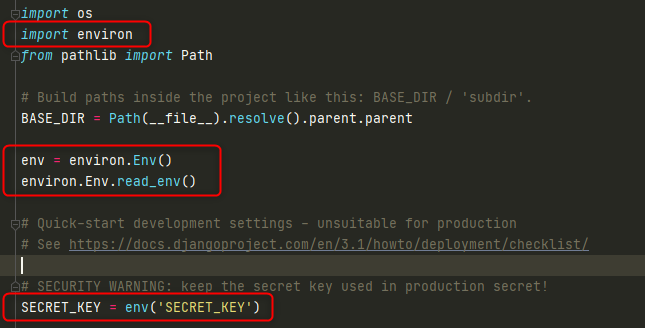 import os
import environ
from pathlib import Path
# Build paths inside the project like this: BASE_DIR / 'subdir'.
BASE_DIR = Path(__file__).resolve().parent.parent
env = environ.Env()
environ.Env.read_env()
# Quick-start development settings - unsuitable for production
# See https://docs.djangoproject.com/en/3.1/howto/deployment/checklist/
# SECURITY WARNING: keep the secret key used in production secret!
SECRET_KEY = env('SECRET_KEY')